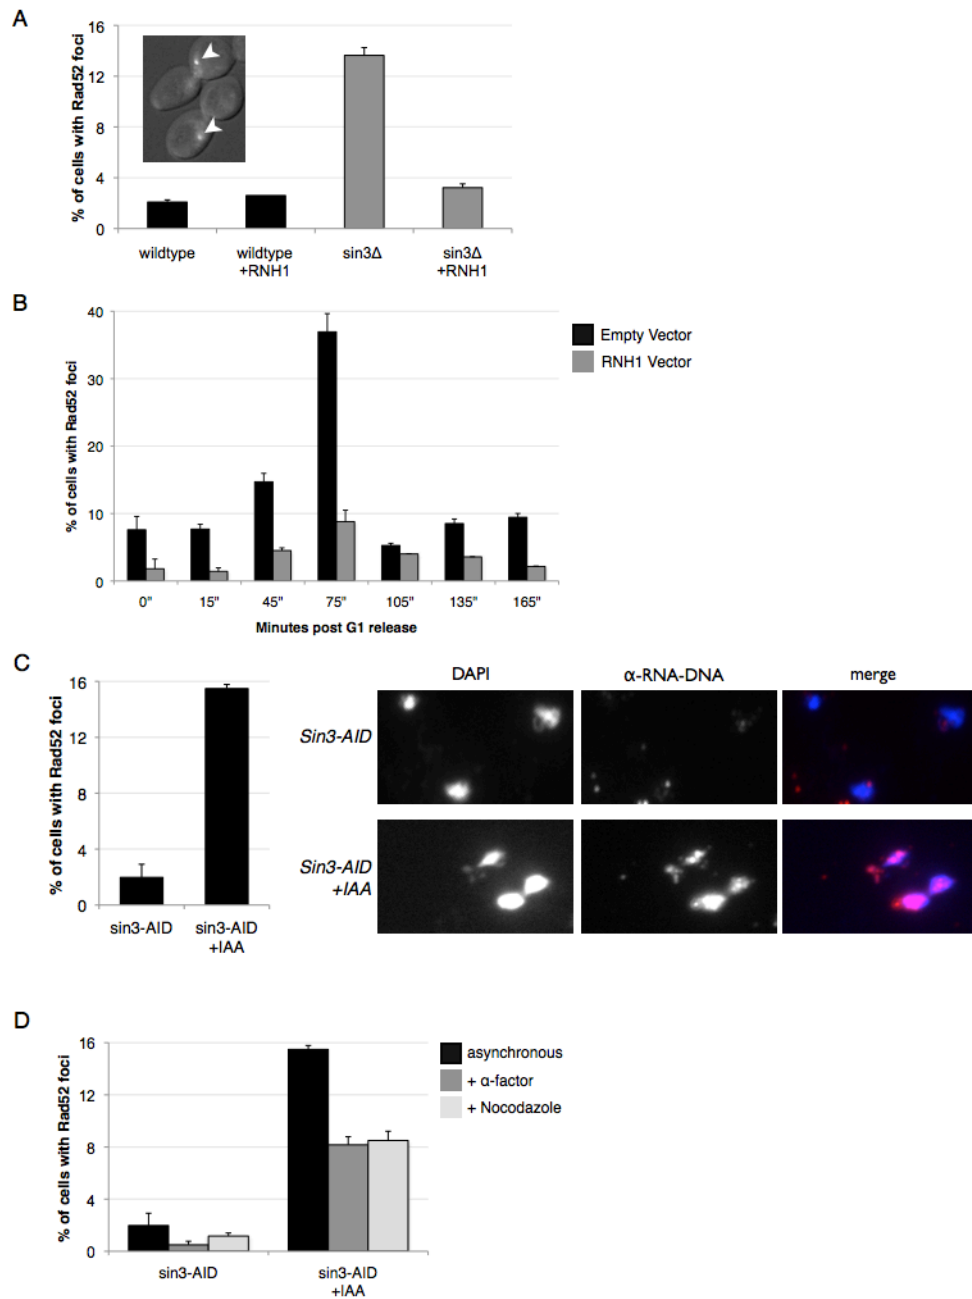 A
% of cells with Rad52 foci
16
12
8
4
0
wildtype
wildtype
+RNH1
sin3Δ
sin3Δ
+RNH1
B
% of cells with Rad52 foci
40
30
20
10
0
0"
15"
45"
75"
105"
135"
165"
Minutes post G1 release
Empty Vector
RNH1 Vector
C
% of cells with Rad52 foci
16
12
8
4
0
sin3-AID
sin3-AID
+IAA
DAPI
α-RNA-DNA
merge
Sin3-AID
Sin3-AID
+IAA
D
% of cells with Rad52 foci
16
12
8
4
0
sin3-AID
sin3-AID
+IAA
asynchronous
+ α-factor
+ Nocodazole